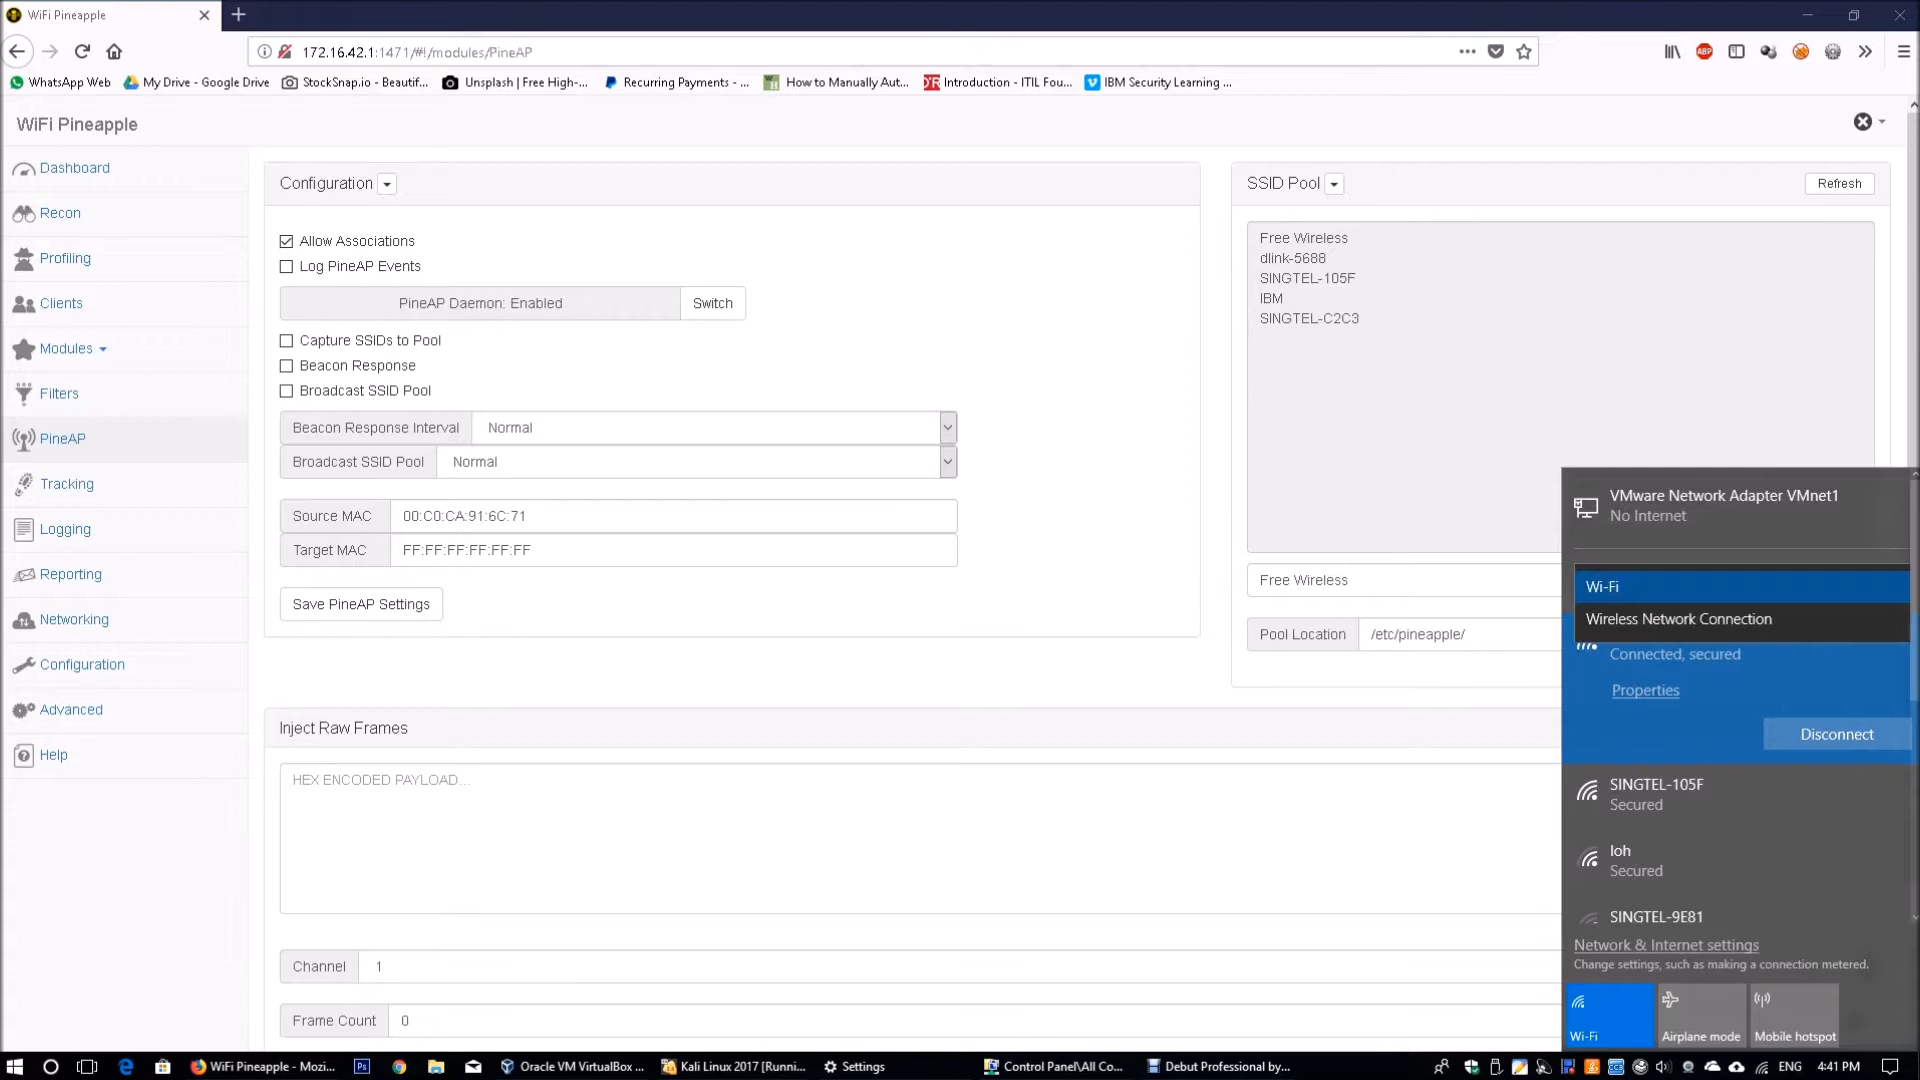 WiFi Pineapple
172.16.42.1:1471/#!/modules/PineAP
WhatsApp Web
My Drive - Google Drive
StockSnap.io - Beautif...
Unsplash | Free High-...
Recurring Payments - ...
How to Manually Aut...
Introduction - ITIL Fou...
IBM Security Learning ...
WiFi Pineapple
Dashboard
Recon
Profiling
Clients
Modules
Filters
PineAP
Tracking
Logging
Reporting
Networking
Configuration
Advanced
Help
Configuration
Allow Associations
Log PineAP Events
PineAP Daemon: Enabled
Switch
Capture SSIDs to Pool
Beacon Response
Broadcast SSID Pool
Beacon Response Interval Normal
Broadcast SSID Pool Normal
Source MAC 00:C0:CA:91:6C:71
Target MAC FF:FF:FF:FF:FF:FF
Save PineAP Settings
SSID Pool
Refresh
Free Wireless
dlink-5688
SINGTEL-105F
IBM
SINGTEL-C2C3
Free Wireless
Pool Location /etc/pineapple/
Inject Raw Frames
HEX ENCODED PAYLOAD...
Channel 1
Frame Count 0
VMware Network Adapter VMnet1
No Internet
Wi-Fi
Wireless Network Connection
Connected, secured
Properties
Disconnect
SINGTEL-105F
Secured
loh
Secured
SINGTEL-9E81
Network & Internet settings
Change settings, such as making a connection metered.
Wi-Fi
Airplane mode
Mobile hotspot
WiFi Pineapple - Mozi...
Ps
Oracle VM VirtualBox ...
Kali Linux 2017 [Runni...
Settings
Control Panel\All Co...
Debut Professional by...
ENG
4:41 PM